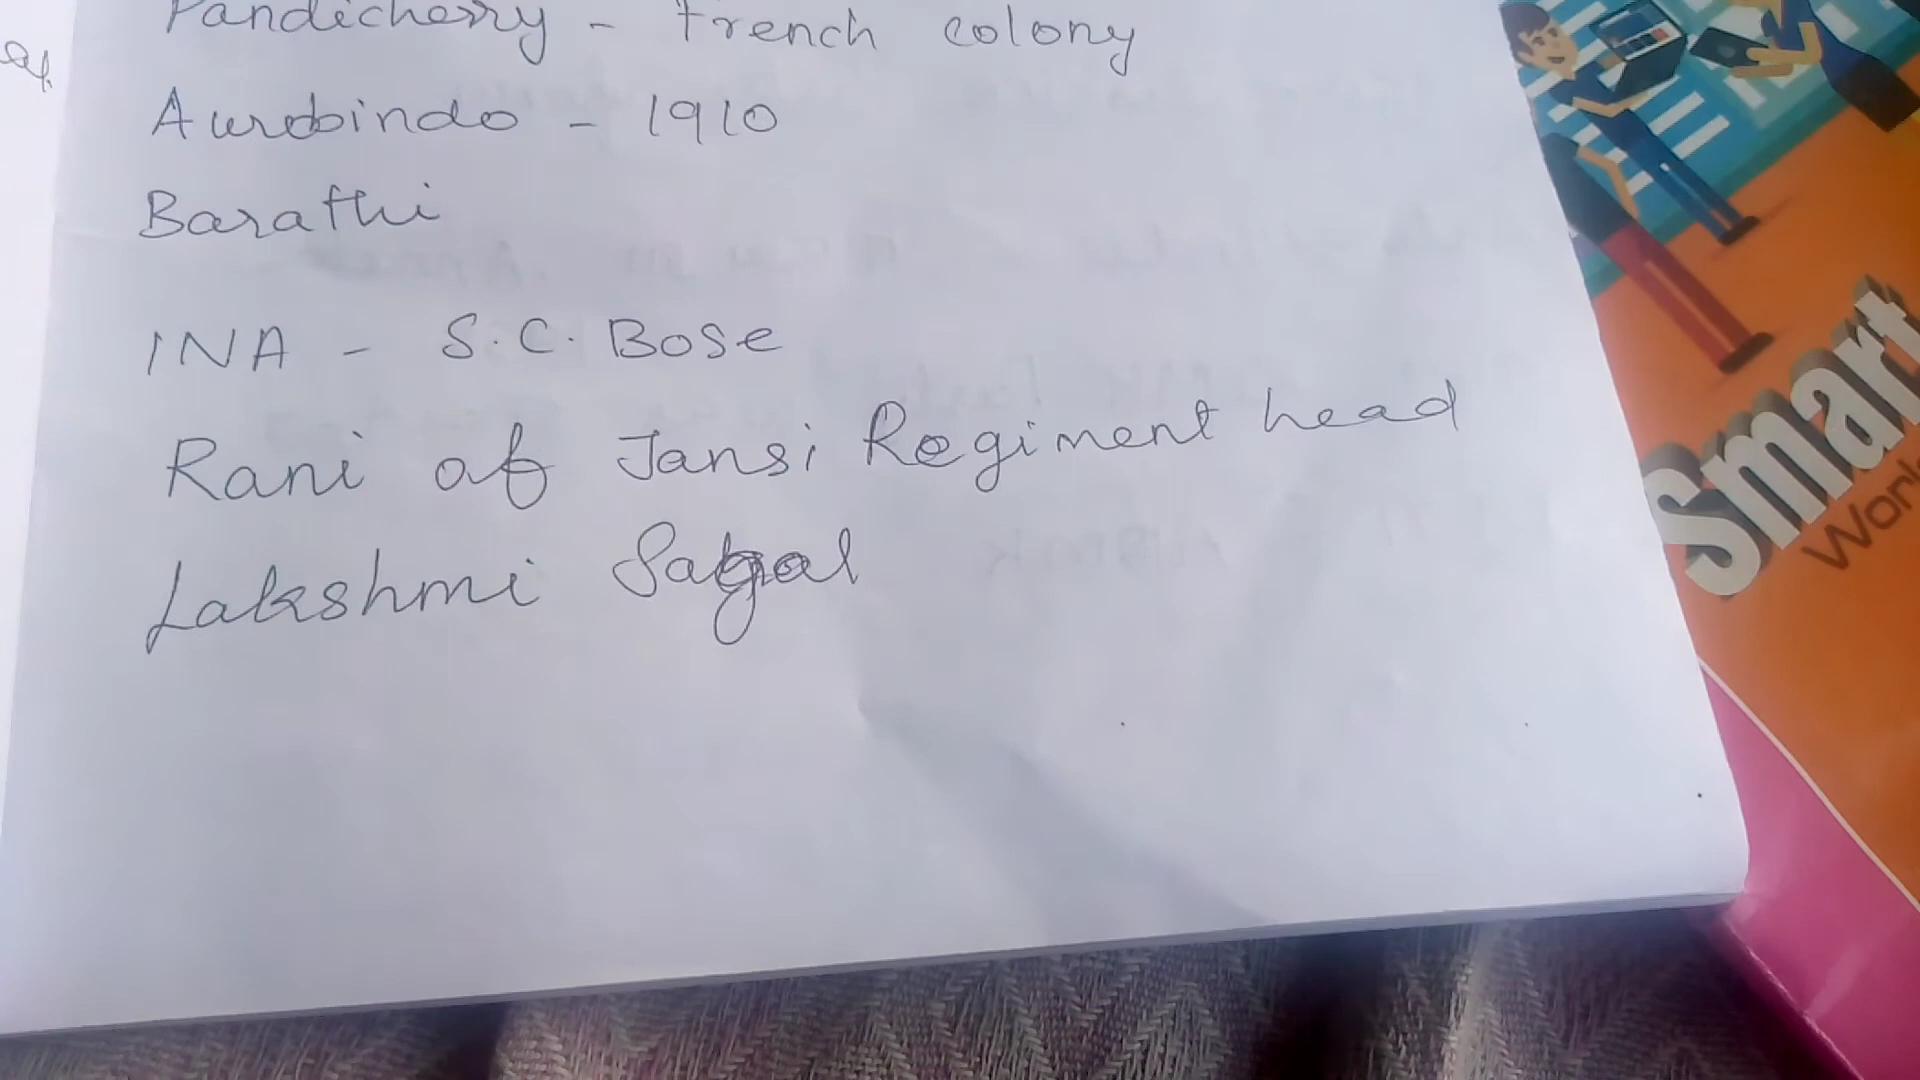 Pandicherry - French colony
Aurobindo - 1910
Barathi
INA - S.C. Bose
Rani of Jansi Regiment head
Lakshmi Sagal
Smart